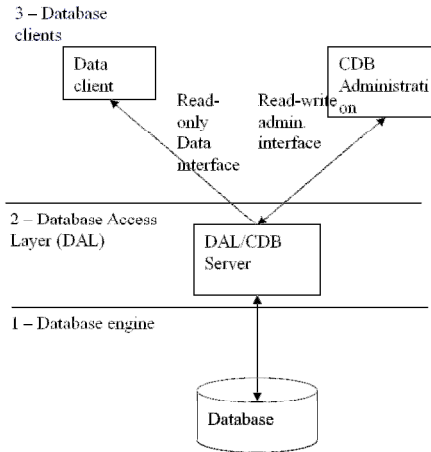 3 – Database
clients
Data
client
CDB
Administrati
on
Read-
only
Data
interface
Read-write
admin.
interface
2 – Database Access
Layer (DAL)
DAL/CDB
Server
1 – Database engine
Database